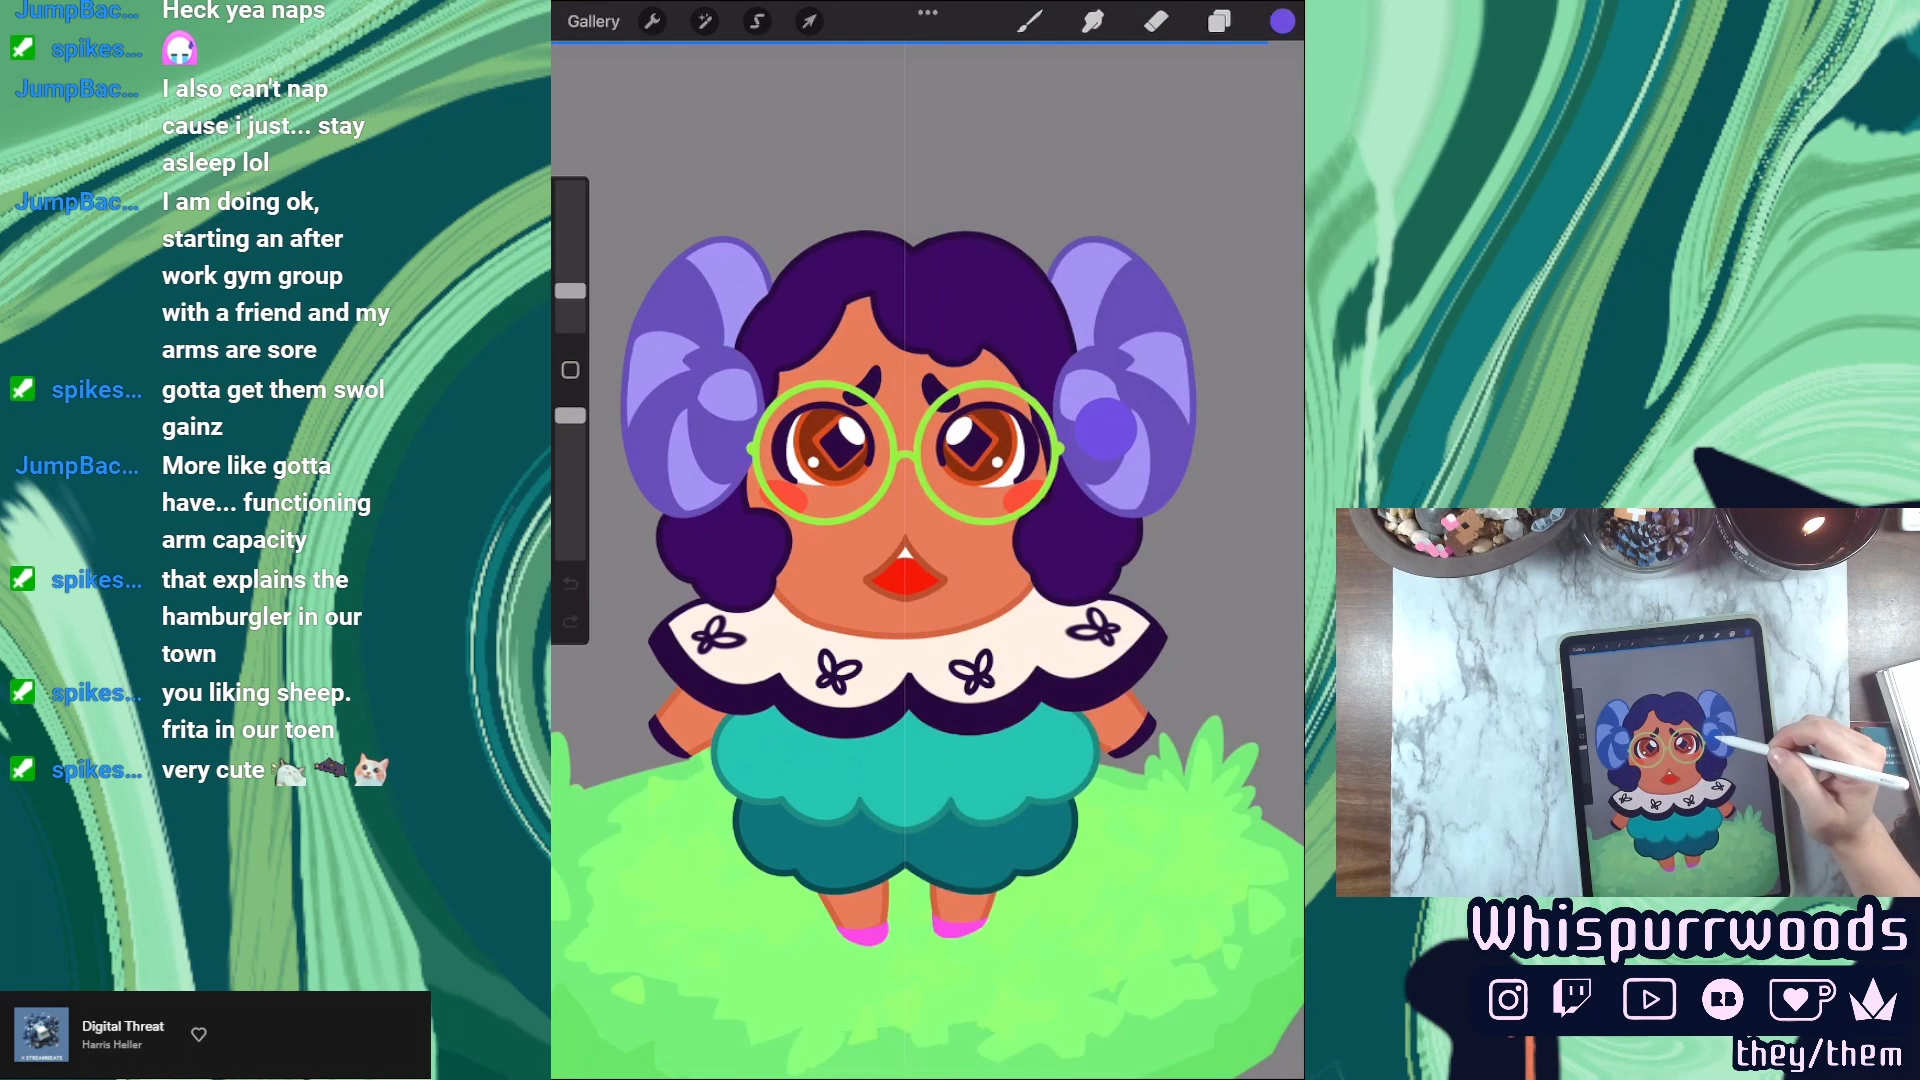 JumpBac... Heck yea naps
spikes...
JumpBac... I also can't nap
cause i just... stay
asleep lol
JumpBac... I am doing ok,
starting an after
work gym group
with a friend and my
arms are sore
spikes... gotta get them swol
gainz
JumpBac... More like gotta
have... functioning
arm capacity
spikes... that explains the
hamburgler in our
town
spikes... you liking sheep.
frita in our toen
spikes... very cute
Digital Threat
Harris Heller
STREAMBEATS
Gallery
Whispurrwoods
RB
they/them